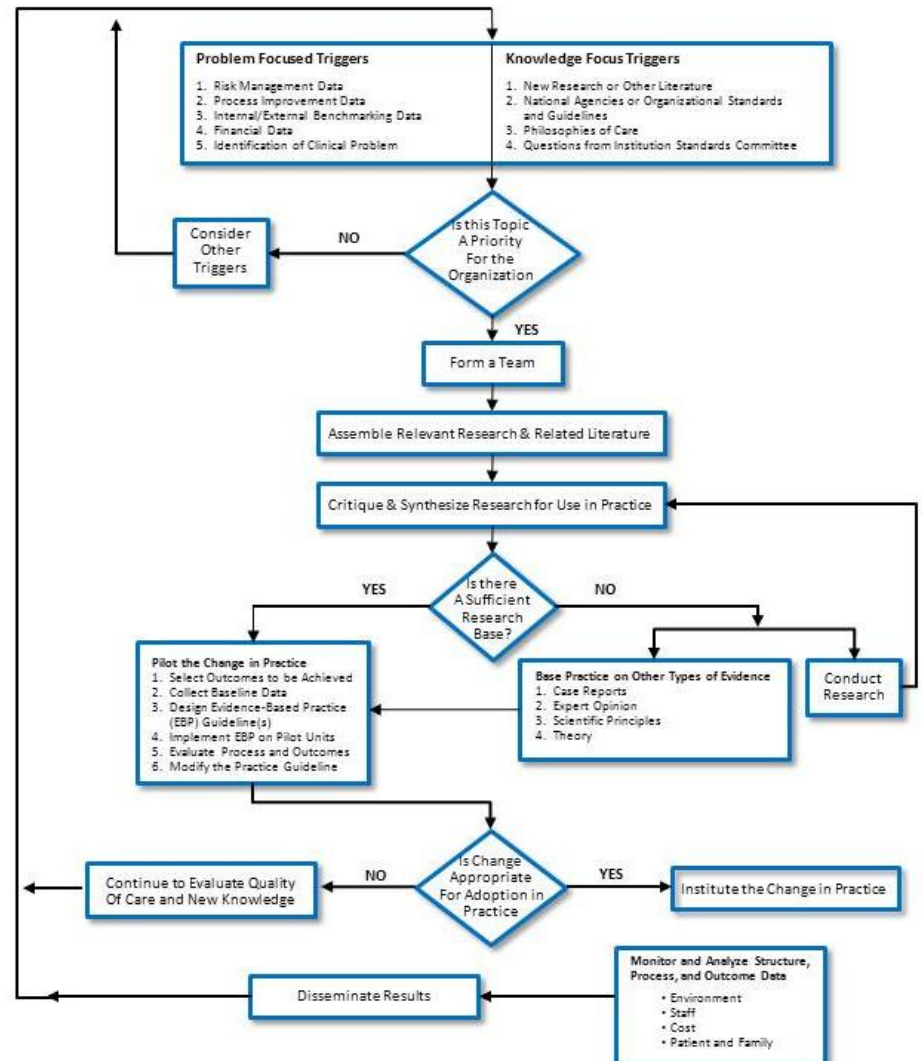 Problem Focused Triggers
1. Risk Management Data
2. Process Improvement Data
3. Internal/External Benchmarking Data
4. Financial Data
5. Identification of Clinical Problem
Knowledge Focus Triggers
1. New Research or Other Literature
2. National Agencies or Organizational Standards
and Guidelines
3. Philosophies of Care
4. Questions from Institution Standards Committee
Is this Topic
A Priority
For the
Organization
NO
Consider
Other
Triggers
YES
Form a Team
Assemble Relevant Research & Related Literature
Critique & Synthesize Research for Use in Practice
Is there
A Sufficient
Research
Base?
YES
NO
Pilot the Change in Practice
1. Select Outcomes to be Achieved
2. Collect Baseline Data
3. Design Evidence-Based Practice
(EBP) Guideline(s)
4. Implement EBP on Pilot Units
5. Evaluate Process and Outcomes
6. Modify the Practice Guideline
Base Practice on Other Types of Evidence
1. Case Reports
2. Expert Opinion
3. Scientific Principles
4. Theory
Conduct
Research
Is Change
Appropriate
For Adoption in
Practice
NO
YES
Continue to Evaluate Quality
Of Care and New Knowledge
Institute the Change in Practice
Monitor and Analyze Structure,
Process, and Outcome Data
• Environment
• Staff
• Cost
• Patient and Family
Disseminate Results